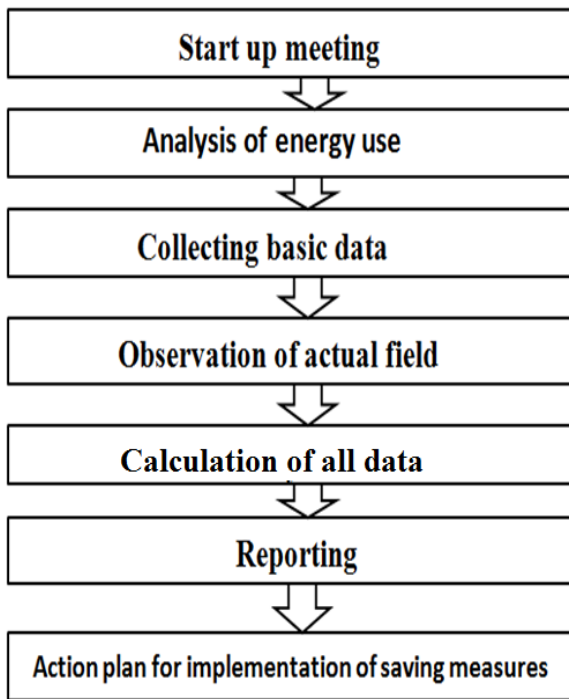 Start up meeting
Analysis of energy use
Collecting basic data
Observation of actual field
Calculation of all data
Reporting
Action plan for implementation of saving measures